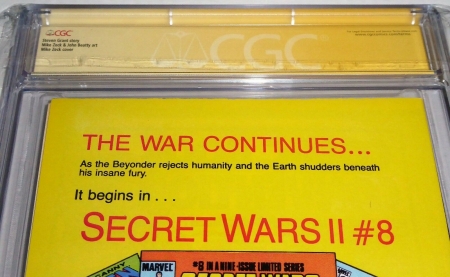 CGC
Steven Grant story
Mike Zeck & John Beatty art
Mike Zeck cover
CGC
THE WAR CONTINUES...
As the Beyonder rejects humanity and the Earth shudders beneath
his insane fury.
It begins in . . .
SECRET WARS II #8
MARVEL
#8 IN A NINE-ISSUE LIMITED SERIES